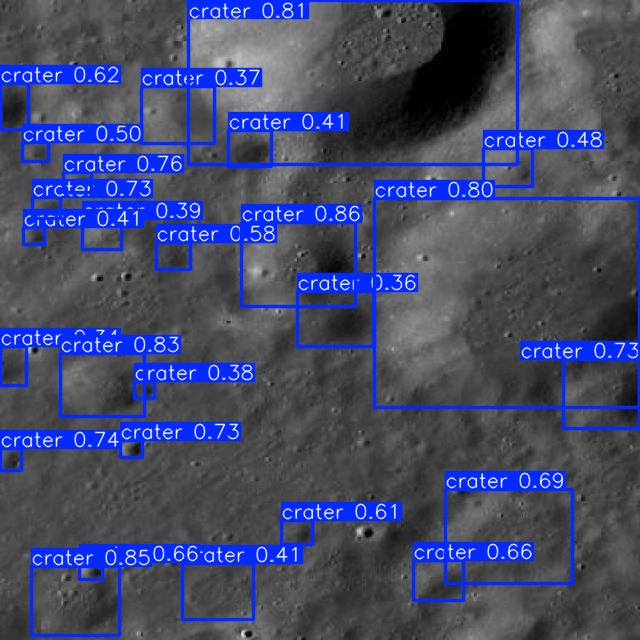 crater 0.81
crater 0.62
crater 0.37
crater 0.41
crater 0.50
crater 0.48
crater 0.76
crater 0.73
crater 0.80
0.39
crater 0.41
crater 0.86
crater 0.58
crater 0.36
crater
crater 0.83
crater 0.73
crater 0.38
crater 0.73
crater 0.74
crater 0.69
crater 0.61
crater 0.66
crater 0.85
0.66
0.41